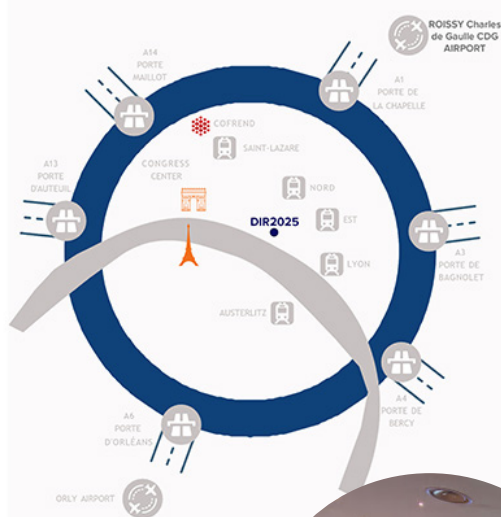 ROISSY Charles
de Gaulle CDG
AIRPORT
A14
PORTE
MAILLOT
A1
PORTE DE
LA CHAPELLE
COFREND
SAINT-LAZARE
CONGRESS
CENTER
A13
PORTE
D'AUTEUIL
NORD
DIR2025
EST
LYON
A3
PORTE DE
BAGNOLET
AUSTERLITZ
A4
PORTE DE
BERCY
A6
PORTE
D'ORLÉANS
ORLY AIRPORT